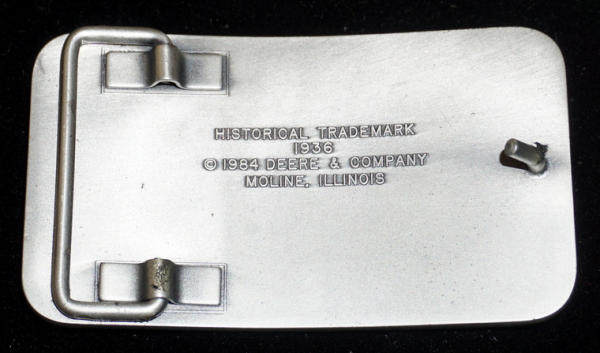 HISTORICAL TRADEMARK
1936
© 1984 DEERE & COMPANY
MOLINE, ILLINOIS